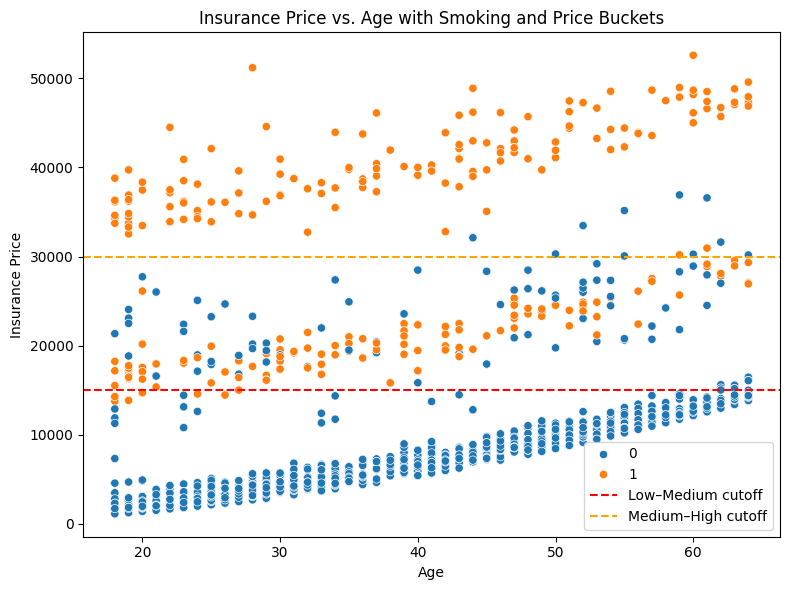 Insurance Price vs. Age with Smoking and Price Buckets
Insurance Price
50000
40000
30000
20000
10000
0
20
30
40
50
60
Age
0
1
Low–Medium cutoff
Medium–High cutoff